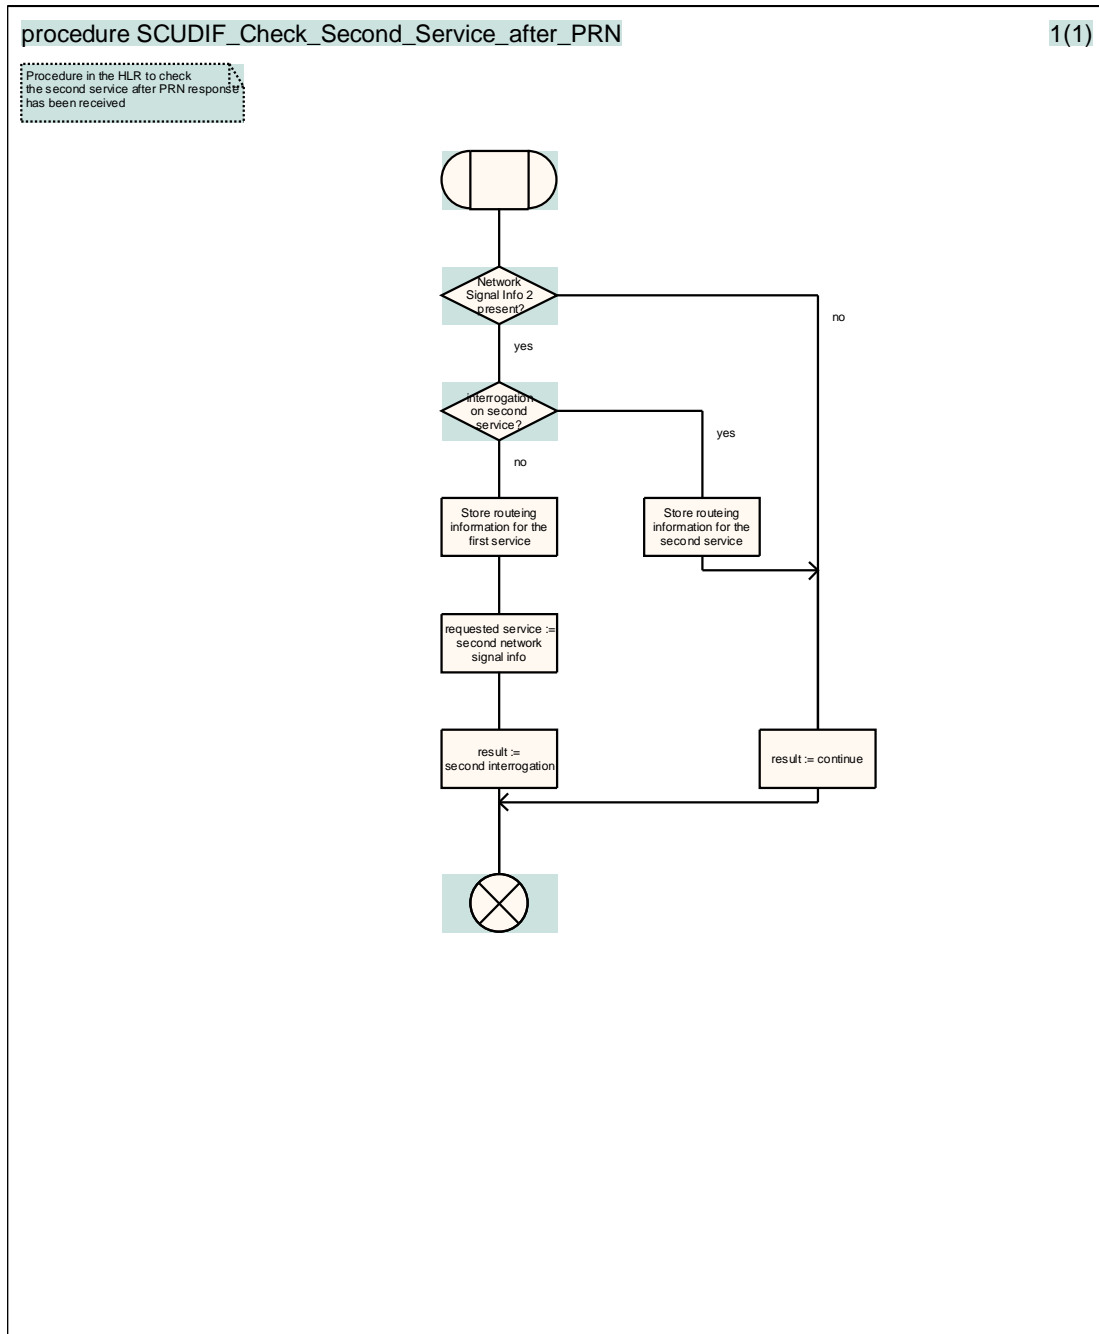 procedure SCUDIF_Check_Second_Service_after_PRN
1(1)
Procedure in the HLR to check
the second service after PRN response
has been received
Network
Signal Info 2
present?
no
yes
interrogation
on second
service?
yes
no
Store routeing
information for the
first service
Store routeing
information for the
second service
requested service :=
second network
signal info
result :=
second interrogation
result := continue